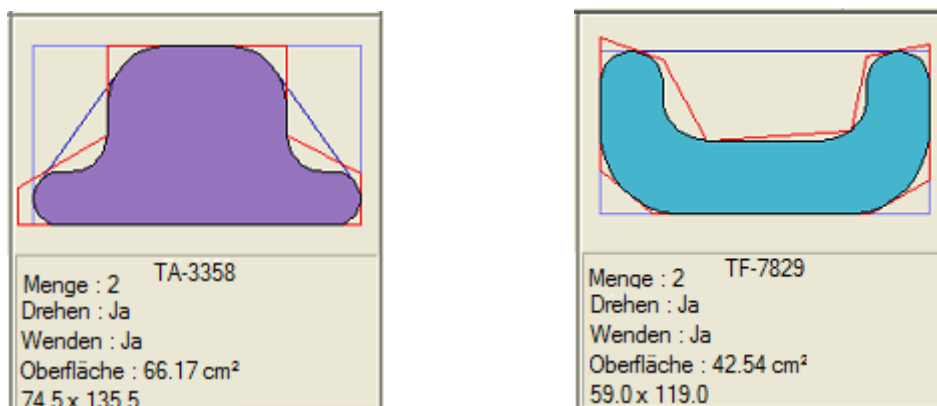 TA-3358
Menge : 2
Drehen : Ja
Wenden : Ja
Oberfläche : 66.17 cm²
74.5 x 135.5
TF-7829
Menge : 2
Drehen : Ja
Wenden : Ja
Oberfläche : 42.54 cm²
59.0 x 119.0